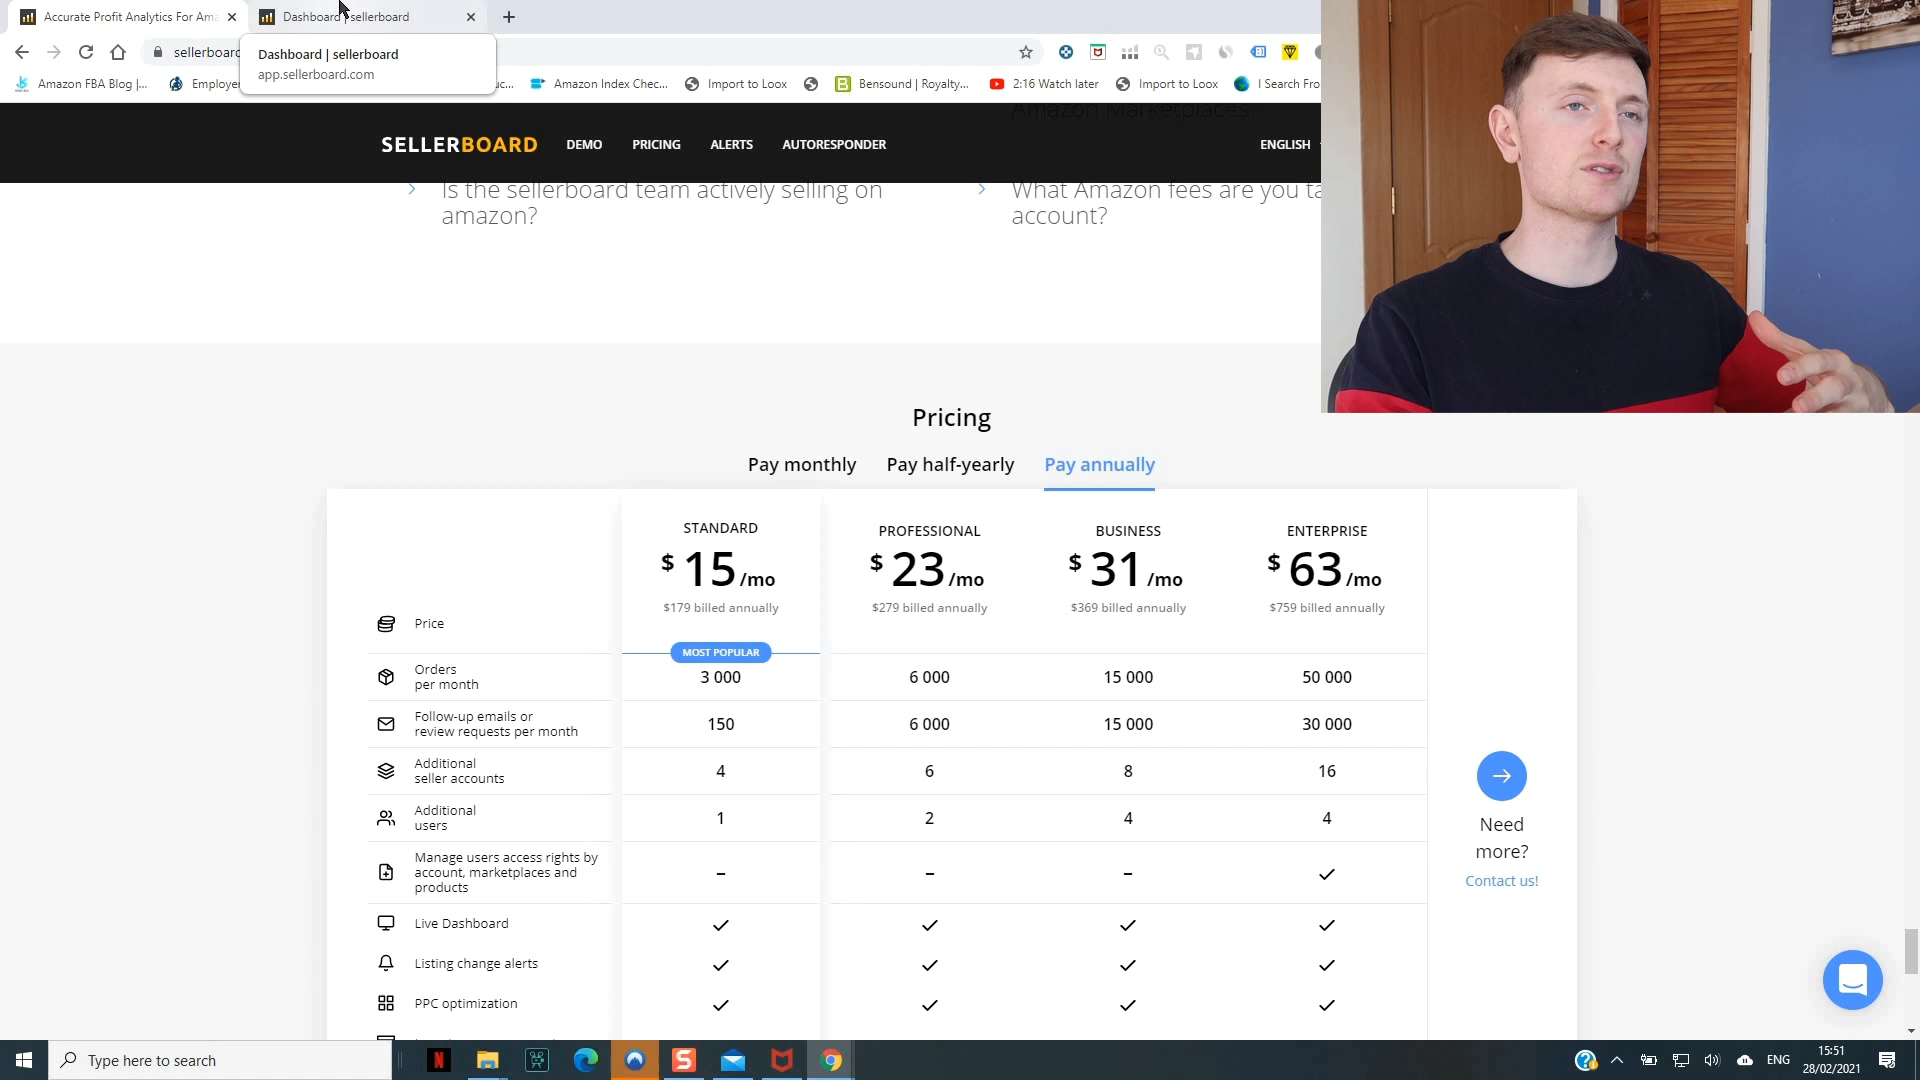 Accurate Profit Analytics For Ama
Dashboard | sellerboard
sellerboard
Dashboard | sellerboard
app.sellerboard.com
Amazon FBA Blog |...
Employer
uc...
Amazon Index Chec...
Import to Loox
Bensound | Royalty...
2:16 Watch later
Import to Loox
I Search Fro
Amazon Marketplaces
SELLERBOARD
DEMO
PRICING
ALERTS
AUTORESPONDER
ENGLISH
Is the sellerboard team actively selling on
amazon?
What Amazon fees are you ta
account?
Pricing
Pay monthly
Pay half-yearly
Pay annually
STANDARD
PROFESSIONAL
BUSINESS
ENTERPRISE
$ 15 /mo
$ 23 /mo
$ 31 /mo
$ 63 /mo
$179 billed annually
$279 billed annually
$369 billed annually
$759 billed annually
Price
MOST POPULAR
Orders
per month
3 000
6 000
15 000
50 000
Follow-up emails or
review requests per month
150
6 000
15 000
30 000
Additional
seller accounts
4
6
8
16
Additional
users
1
2
4
4
Manage users access rights by
account, marketplaces and
products
–
–
–
Need
more?
Contact us!
Live Dashboard
Listing change alerts
PPC optimization
Type here to search
ENG
15:51
28/02/2021